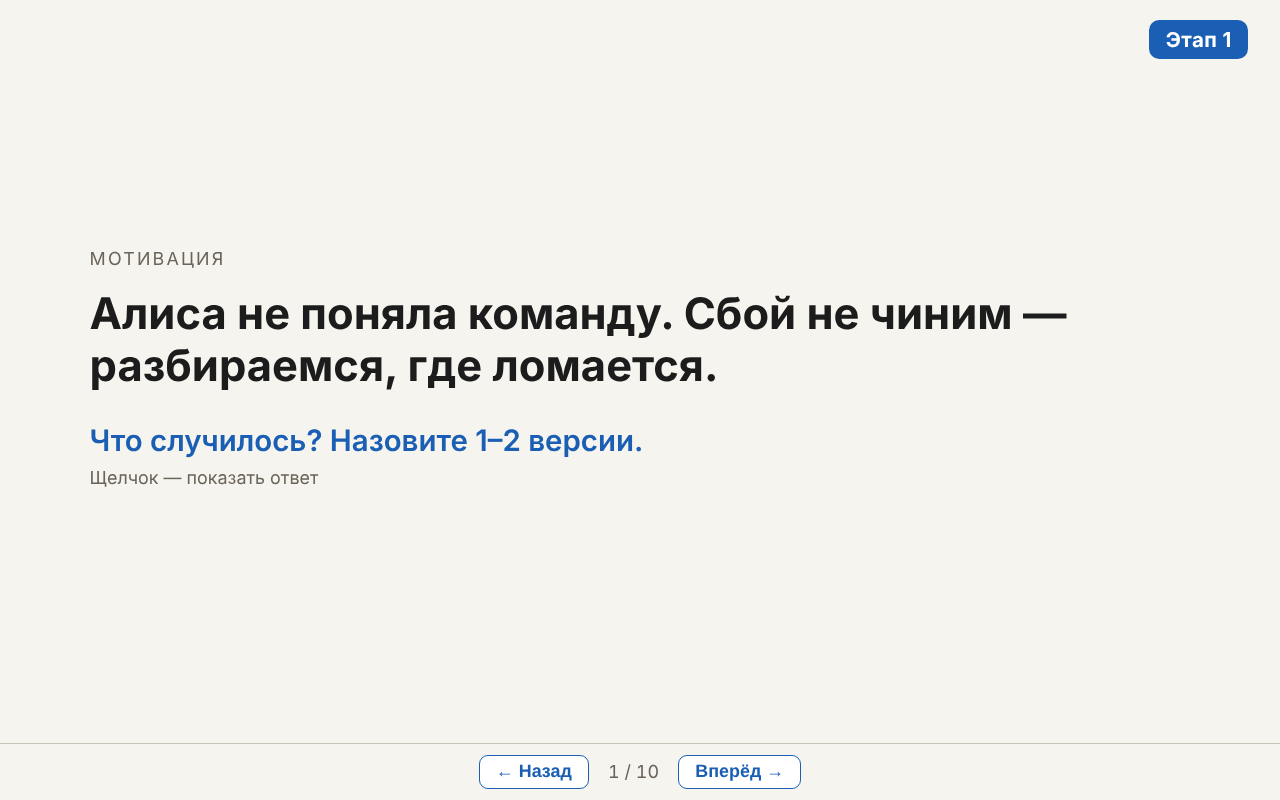 Этап 1
МОТИВАЦИЯ
Алиса не поняла команду. Сбой не чиним —
разбираемся, где ломается.
Что случилось? Назовите 1–2 версии.
Щелчок — показать ответ
← Назад 1 / 10 Вперёд →